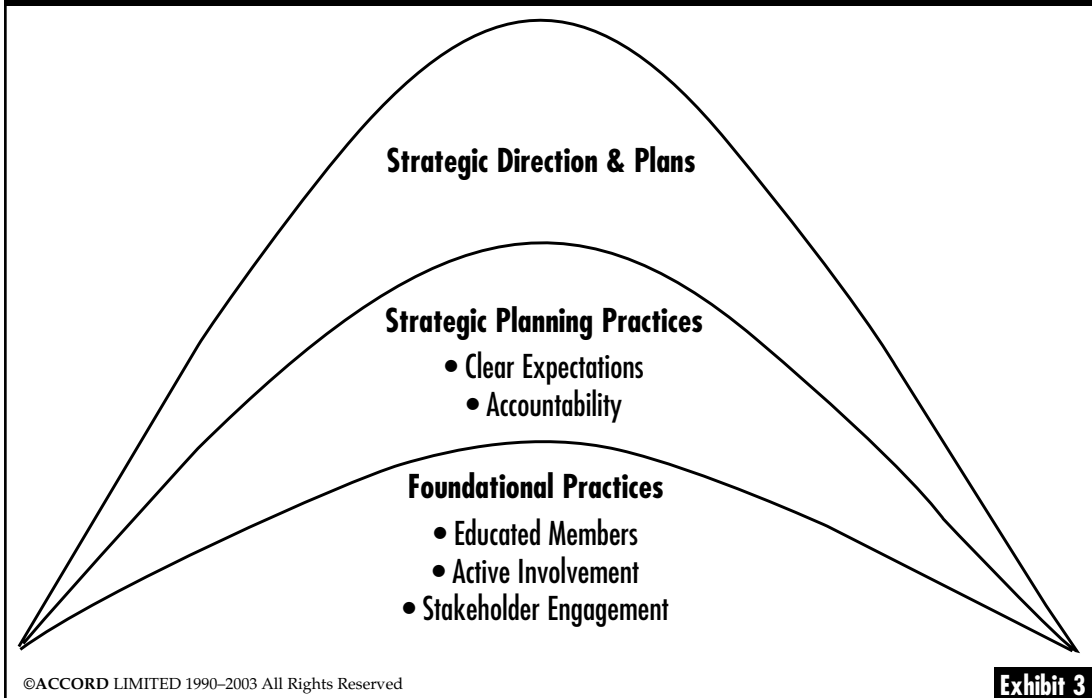 Strategic Direction & Plans
Strategic Planning Practices
• Clear Expectations
• Accountability
Foundational Practices
• Educated Members
• Active Involvement
• Stakeholder Engagement
©ACCORD LIMITED 1990–2003 All Rights Reserved
Exhibit 3